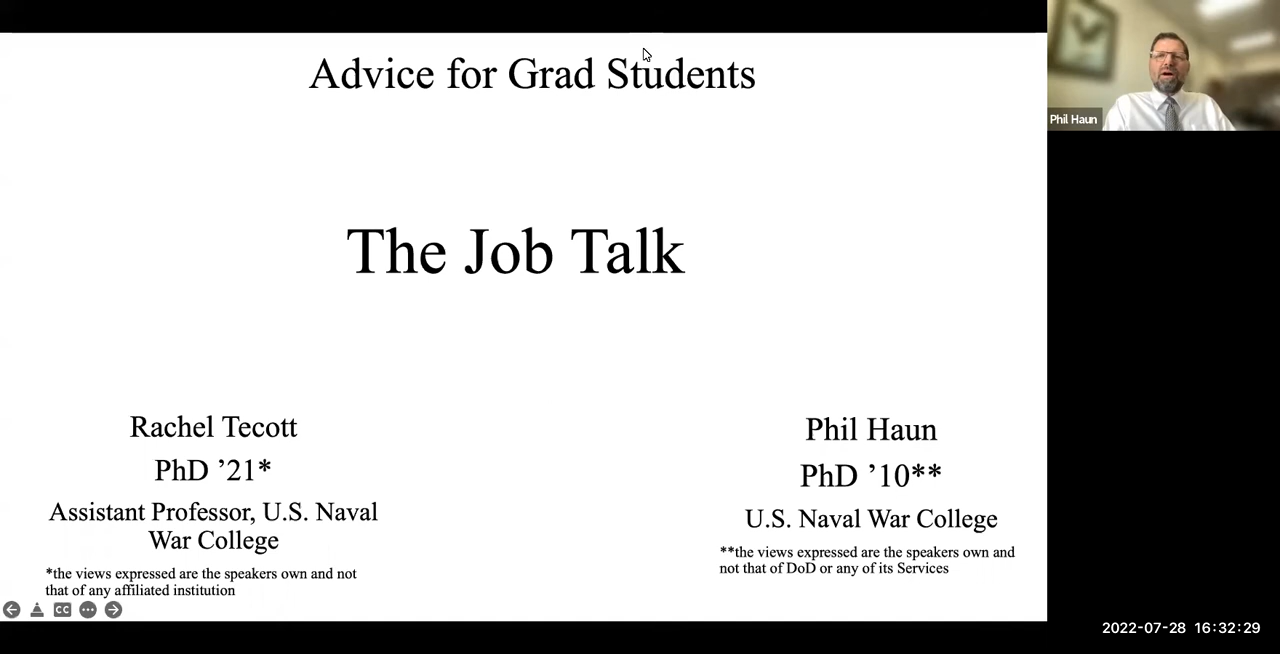 Advice for Grad Students
The Job Talk
Rachel Tecott
PhD ’21*
Assistant Professor, U.S. Naval
War College
*the views expressed are the speakers own and not
that of any affiliated institution
Phil Haun
PhD ’10**
U.S. Naval War College
**the views expressed are the speakers own and
not that of DoD or any of its Services
CC
Phil Haun
2022-07-28 16:32:29